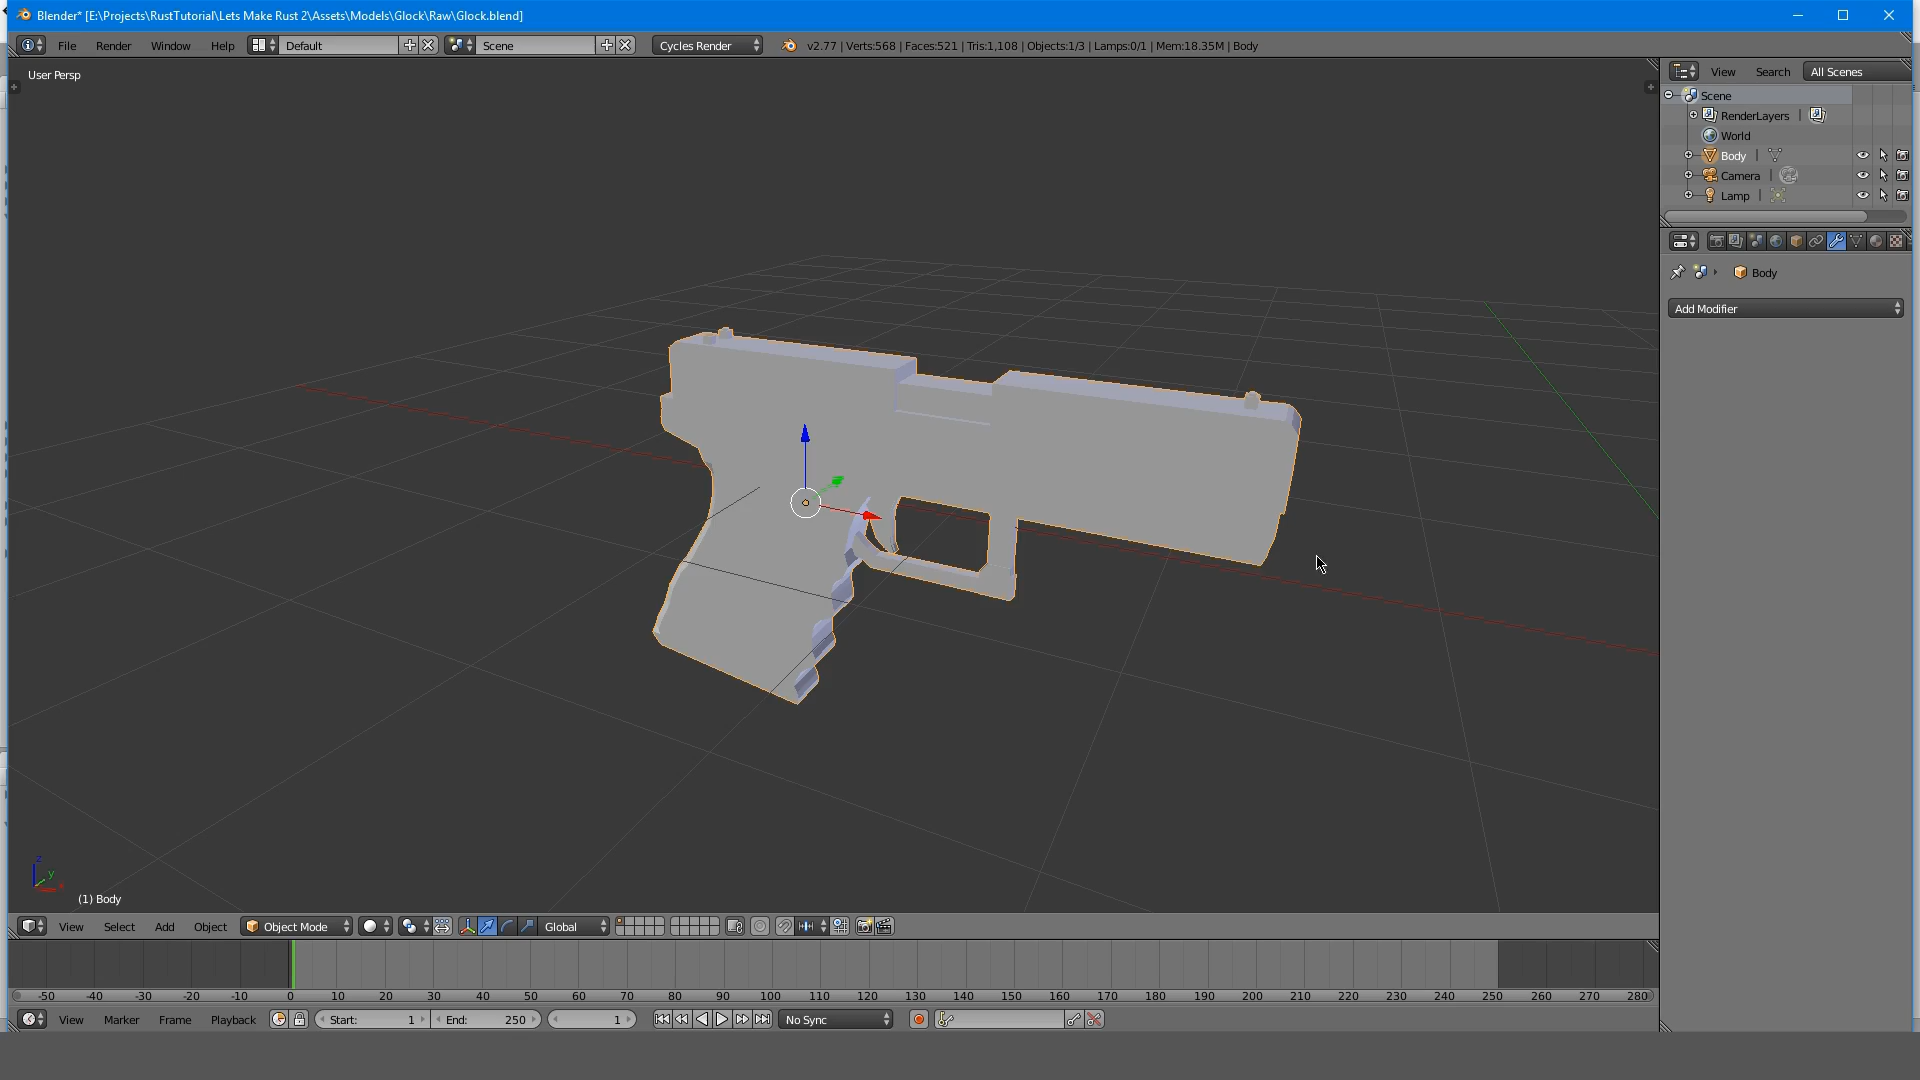 Blender* [E:\Projects\RustTutorial\Lets Make Rust 2\Assets\Models\Glock\Raw\Glock.blend]
File Render Window Help Default Scene Cycles Render v2.77 | Verts:568 | Faces:521 | Tris:1,108 | Objects:1/3 | Lamps:0/1 | Mem:18.35M | Body
User Persp
View Search All Scenes
Scene
RenderLayers |
World
Body |
Camera |
Lamp |
Body
Add Modifier
z
y
x
(1) Body
View Select Add Object Object Mode Global
-50 -40 -30 -20 -10 0 10 20 30 40 50 60 70 80 90 100 110 120 130 140 150 160 170 180 190 200 210 220 230 240 250 260 270 280
View Marker Frame Playback Start: 1 End: 250 1 No Sync